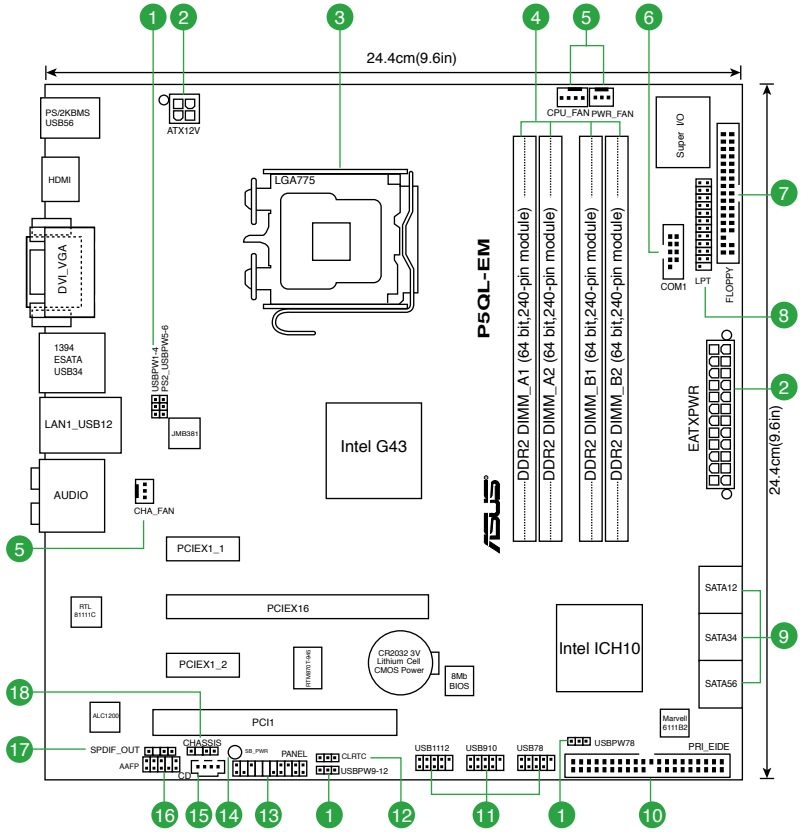 1
2
3
4
5
6
24.4cm(9.6in)
PS/2KBMS
USB56
ATX12V
CPU_FAN
PWR_FAN
Super I/O
HDMI
LGA775
7
DVI_VGA
COM1
LPT
FLOPPY
8
P5QL-EM
DDR2 DIMM_A1 (64 bit,240-pin module)
DDR2 DIMM_A2 (64 bit,240-pin module)
DDR2 DIMM_B1 (64 bit,240-pin module)
DDR2 DIMM_B2 (64 bit,240-pin module)
1394
ESATA
USB34
USBPW1-4
PS2_USBPW5-6
2
EATXPWR
24.4cm(9.6in)
LAN1_USB12
JMB381
Intel G43
AUDIO
CHA_FAN
ASUS
5
PCIEX1_1
RTL
8111C
PCIEX16
SATA12
SATA34
SATA56
9
Intel ICH10
PCIEX1_2
RTM870T-945
CR2032 3V
Lithium Cell
CMOS Power
8Mb
BIOS
18
ALC1200
PCI1
Marvell
6111B2
17
SPDIF_OUT
CHASSIS
SB_PWR
PANEL
CLRTC
USB1112
USB910
USB78
1
USBPW78
PRI_EIDE
AAFP
CD
USBPW9-12
16
15
14
13
1
12
11
10